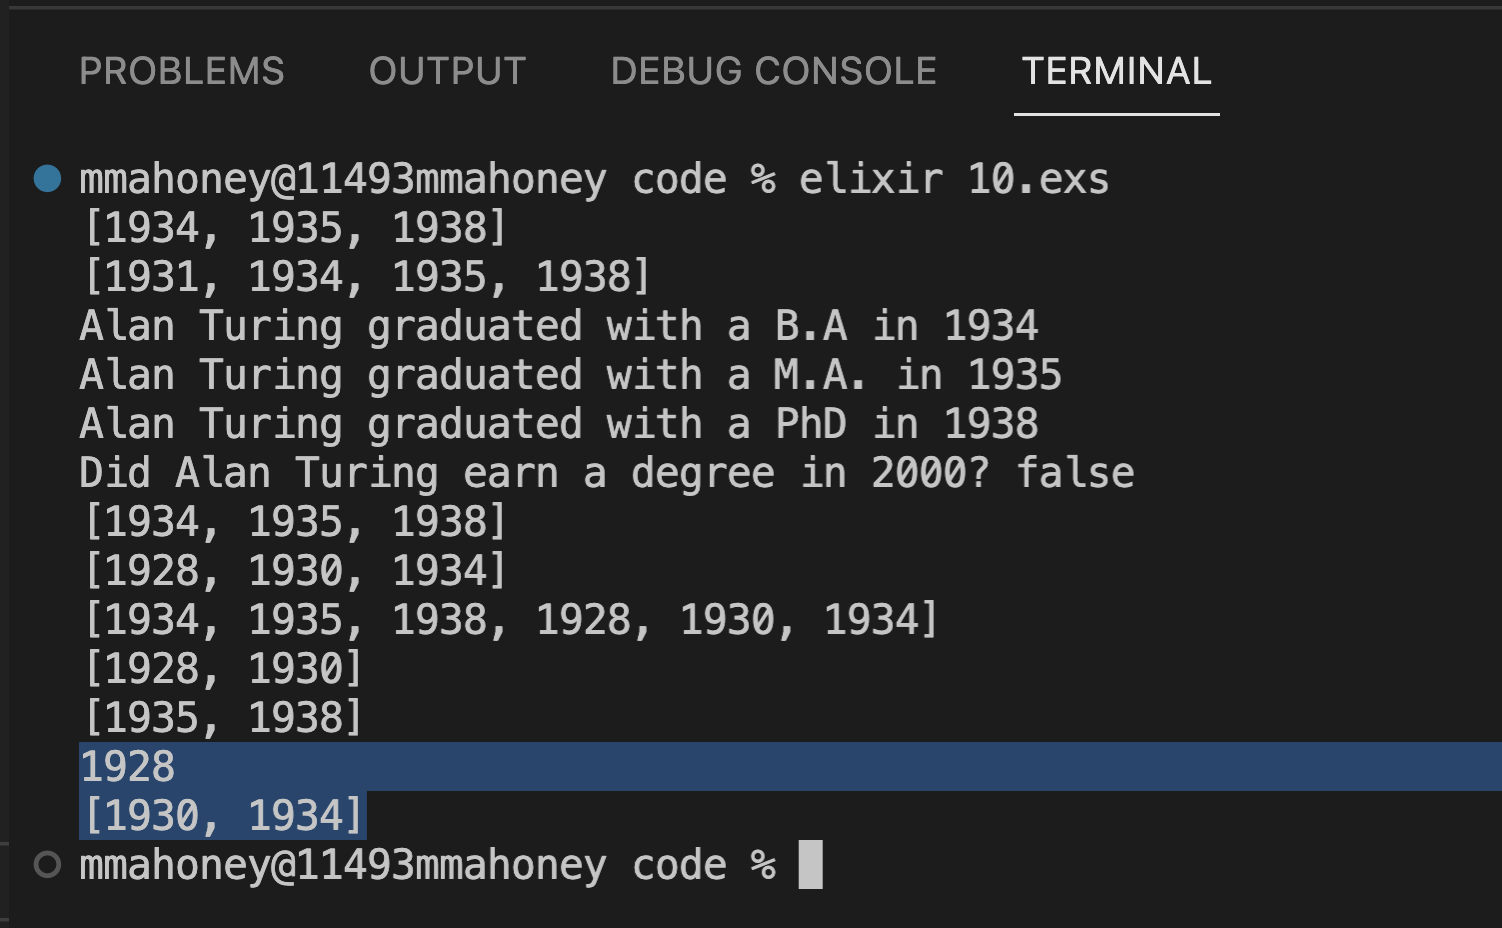 PROBLEMS OUTPUT DEBUG CONSOLE TERMINAL
mmahoney@11493mmahoney code % elixir 10.exs
[1934, 1935, 1938]
[1931, 1934, 1935, 1938]
Alan Turing graduated with a B.A in 1934
Alan Turing graduated with a M.A. in 1935
Alan Turing graduated with a PhD in 1938
Did Alan Turing earn a degree in 2000? false
[1934, 1935, 1938]
[1928, 1930, 1934]
[1934, 1935, 1938, 1928, 1930, 1934]
[1928, 1930]
[1935, 1938]
1928
[1930, 1934]
mmahoney@11493mmahoney code %